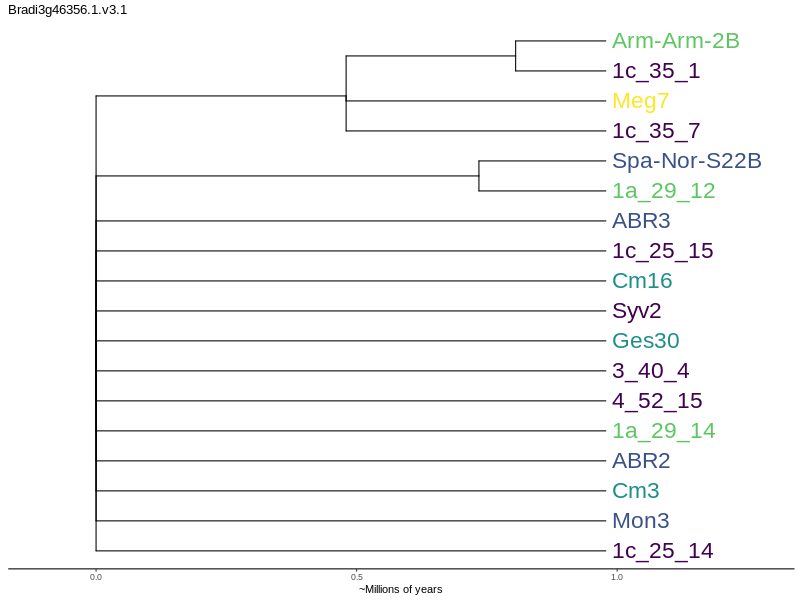 Bradi3g46356.1.v3.1
Arm-Arm-2B
1c_35_1
Meg7
1c_35_7
Spa-Nor-S22B
1a_29_12
ABR3
1c_25_15
Cm16
Syv2
Ges30
3_40_4
4_52_15
1a_29_14
ABR2
Cm3
Mon3
1c_25_14
0.0 0.5 1.0
~Millions of years